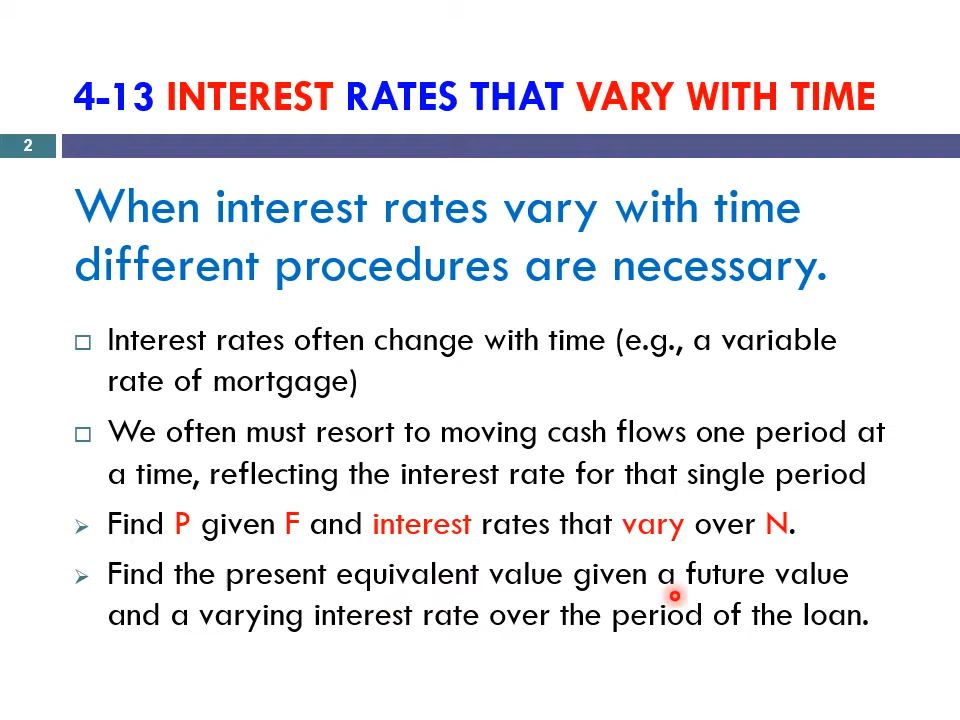 4-13 INTEREST RATES THAT VARY WITH TIME
2
When interest rates vary with time
different procedures are necessary.
Interest rates often change with time (e.g., a variable
rate of mortgage)
We often must resort to moving cash flows one period at
a time, reflecting the interest rate for that single period
Find P given F and interest rates that vary over N.
Find the present equivalent value given a future value
and a varying interest rate over the period of the loan.